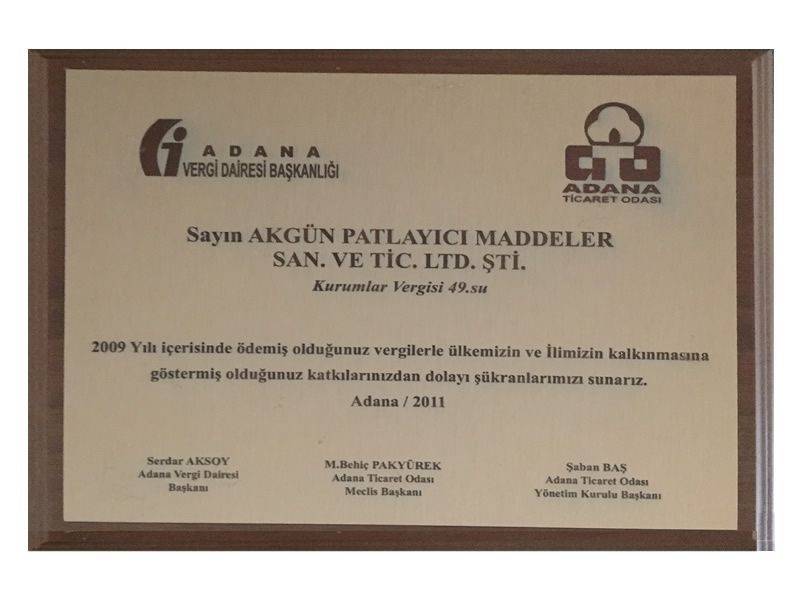 ADANA
VERGİ DAİRESİ BAŞKANLIĞI
ADANA
TİCARET ODASI
Sayın AKGÜN PATLAYICI MADDELER
SAN. VE TİC. LTD. ŞTİ.
Kurumlar Vergisi 49.su
2009 Yılı içerisinde ödemiş olduğunuz vergilerle ülkemizin ve İlimizin kalkınmasına
göstermiş olduğunuz katkılarınızdan dolayı şükranlarımızı sunarız.
Adana / 2011
Serdar AKSOY
Adana Vergi Dairesi
Başkanı
M.Behiç PAKYÜREK
Adana Ticaret Odası
Meclis Başkanı
Şaban BAŞ
Adana Ticaret Odası
Yönetim Kurulu Başkanı